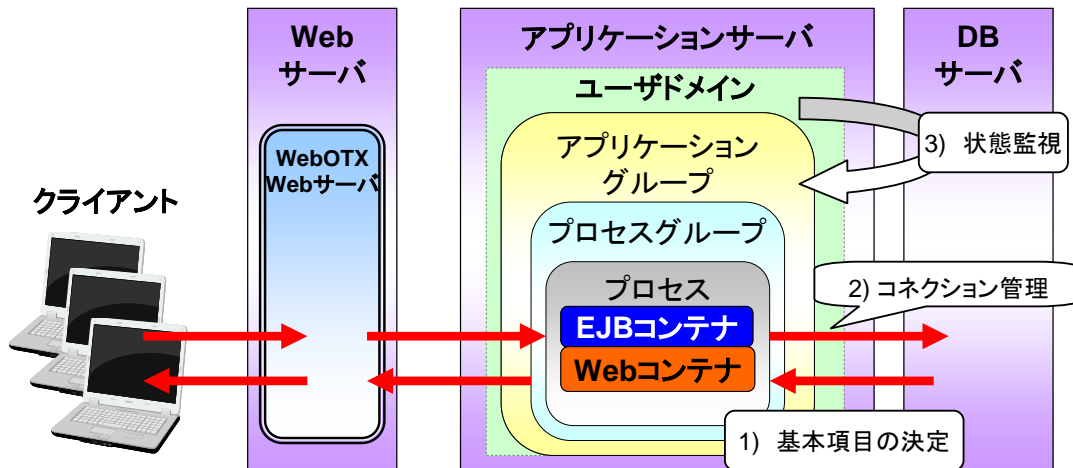 Web
サーバ
アプリケーションサーバ
DB
サーバ
ユーザドメイン
WebOTX
Webサーバ
アプリケーション
グループ
3) 状態監視
クライアント
プロセスグループ
プロセス
2) コネクション管理
EJBコンテナ
Webコンテナ
1) 基本項目の決定